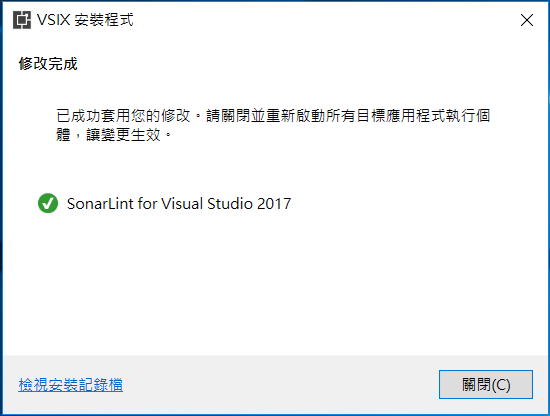 VSIX 安裝程式
修改完成
已成功套用您的修改。請關閉並重新啟動所有目標應用程式執行個
體，讓變更生效。
SonarLint for Visual Studio 2017
檢視安裝記錄檔
關閉(C)